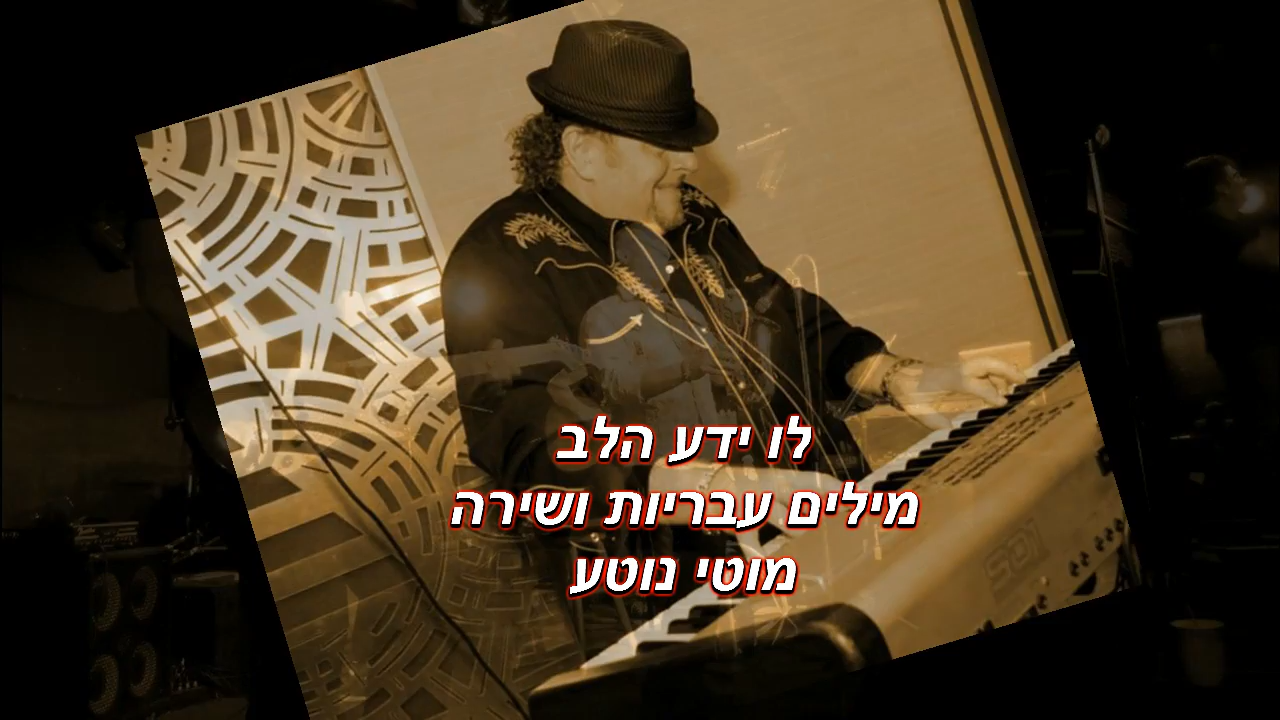 לו ידע הלב
מילים עבריות ושירה
מוטי נוטע